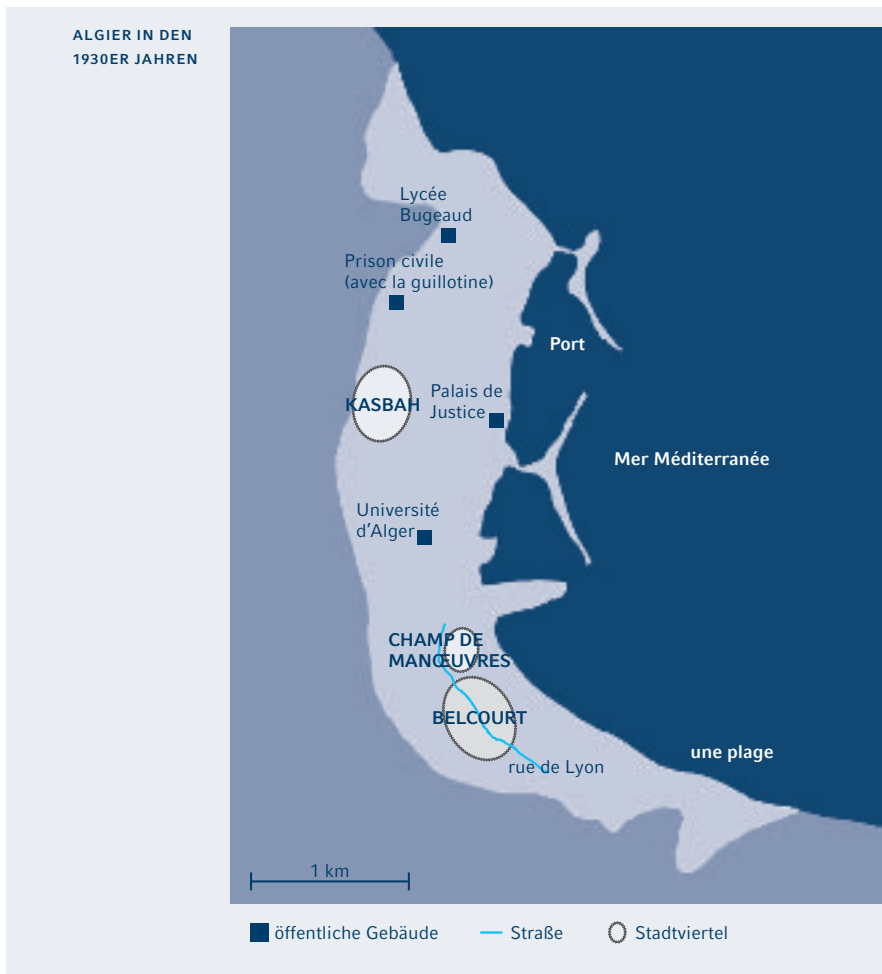 ALGIER IN DEN
1930ER JAHREN
Lycée
Bugeaud
Prison civile
(avec la guillotine)
Port
KASBAH
Palais de
Justice
Mer Méditerranée
Université
d'Alger
CHAMP DE
MANŒUVRES
BELCOURT
une plage
rue de Lyon
1 km
öffentliche Gebäude
Straße
Stadtviertel